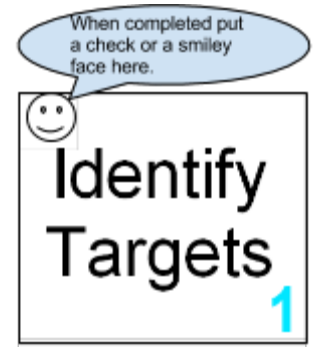 When completed put
a check or a smiley
face here.
Identify
Targets
1